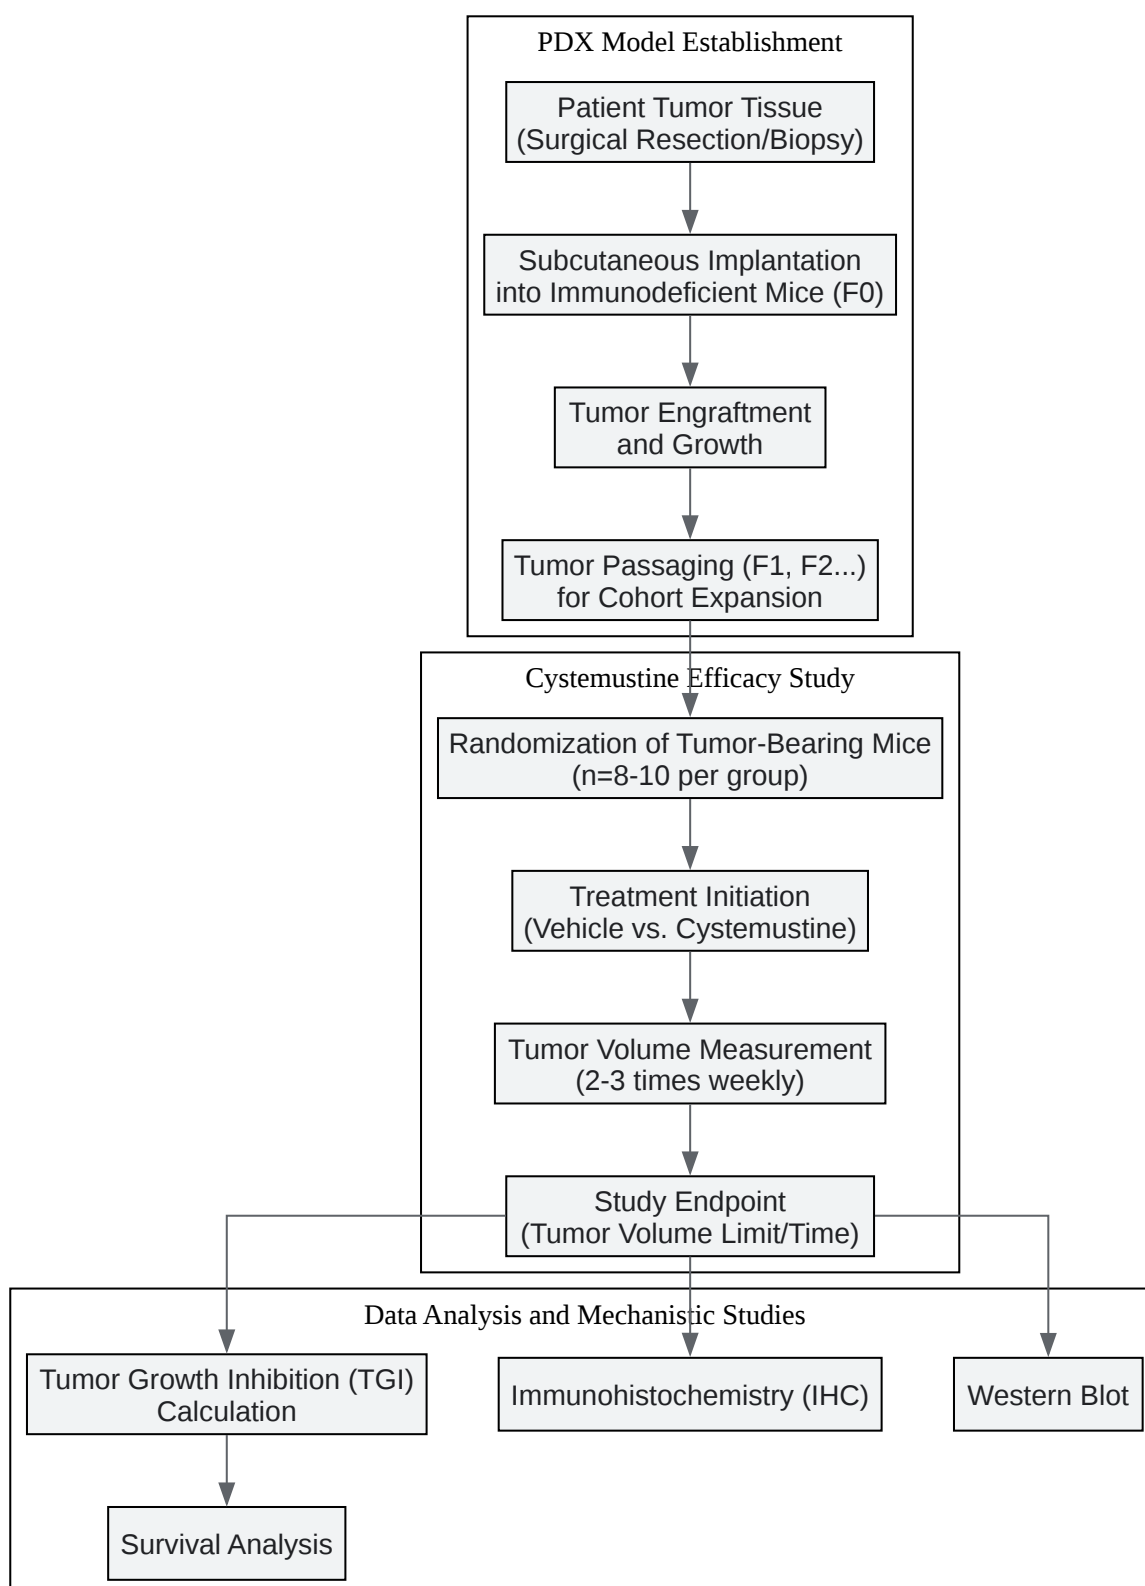 PDX Model Establishment
Patient Tumor Tissue
(Surgical Resection/Biopsy)
Subcutaneous Implantation
into Immunodeficient Mice (F0)
Tumor Engraftment
and Growth
Tumor Passaging (F1, F2...)
for Cohort Expansion
Cystemustine Efficacy Study
Randomization of Tumor-Bearing Mice
(n=8-10 per group)
Treatment Initiation
(Vehicle vs. Cystemustine)
Tumor Volume Measurement
(2-3 times weekly)
Study Endpoint
(Tumor Volume Limit/Time)
Data Analysis and Mechanistic Studies
Tumor Growth Inhibition (TGI)
Calculation
Immunohistochemistry (IHC)
Western Blot
Survival Analysis